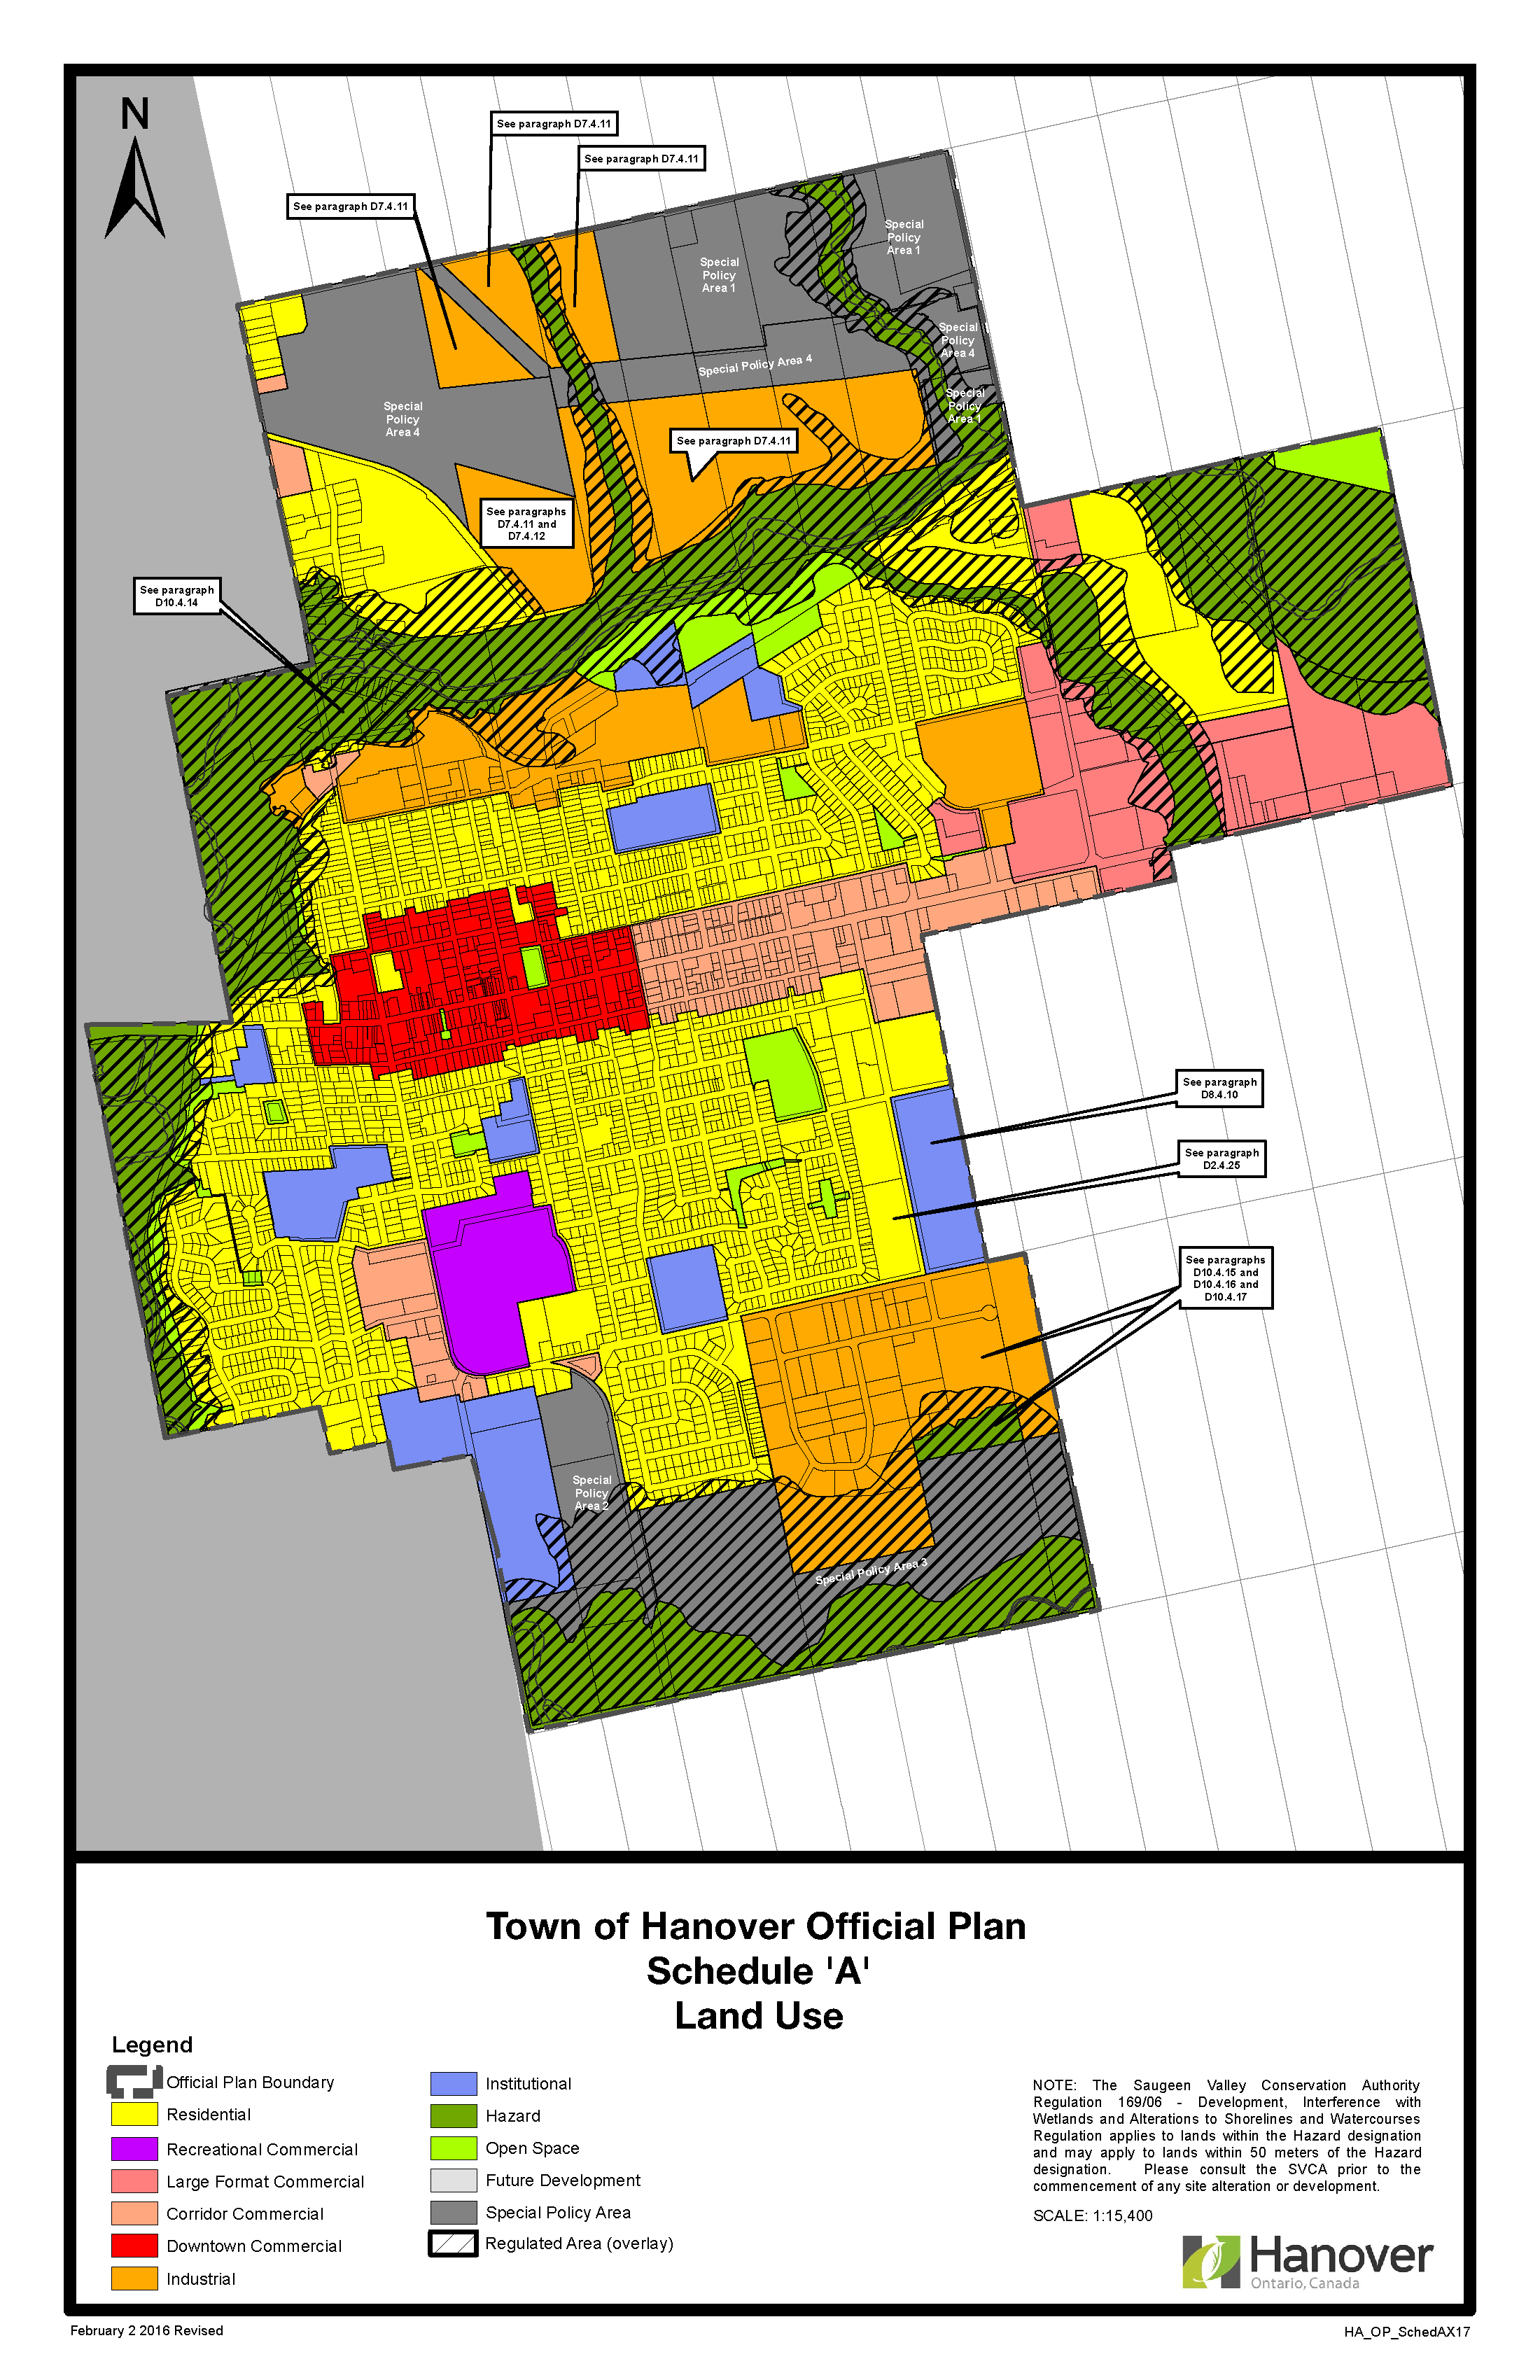 N
See paragraph D7.4.11
See paragraph D7.4.11
See paragraph D7.4.11
Special
Policy
Area 1
Special
Policy
Area 1
Special
Policy
Area 4
Special Policy Area 4
Special
Policy
Area 1
Special
Policy
Area 4
See paragraph D7.4.11
See paragraphs
D7.4.11 and
D7.4.12
See paragraph
D10.4.14
See paragraph
D8.4.10
See paragraph
D2.4.25
See paragraphs
D10.4.15 and
D10.4.16 and
D10.4.17
Special
Policy
Area 2
Special Policy Area 3
Town of Hanover Official Plan
Schedule 'A'
Land Use
Legend
Official Plan Boundary
Residential
Recreational Commercial
Large Format Commercial
Corridor Commercial
Downtown Commercial
Industrial
Institutional
Hazard
Open Space
Future Development
Special Policy Area
Regulated Area (overlay)
NOTE: The Saugeen Valley Conservation Authority
Regulation 169/06 - Development, Interference with
Wetlands and Alterations to Shorelines and Watercourses
Regulation applies to lands within the Hazard designation
and may apply to lands within 50 meters of the Hazard
designation. Please consult the SVCA prior to the
commencement of any site alteration or development.
SCALE: 1:15,400
Hanover
Ontario, Canada
February 2 2016 Revised
HA_OP_SchedAX17